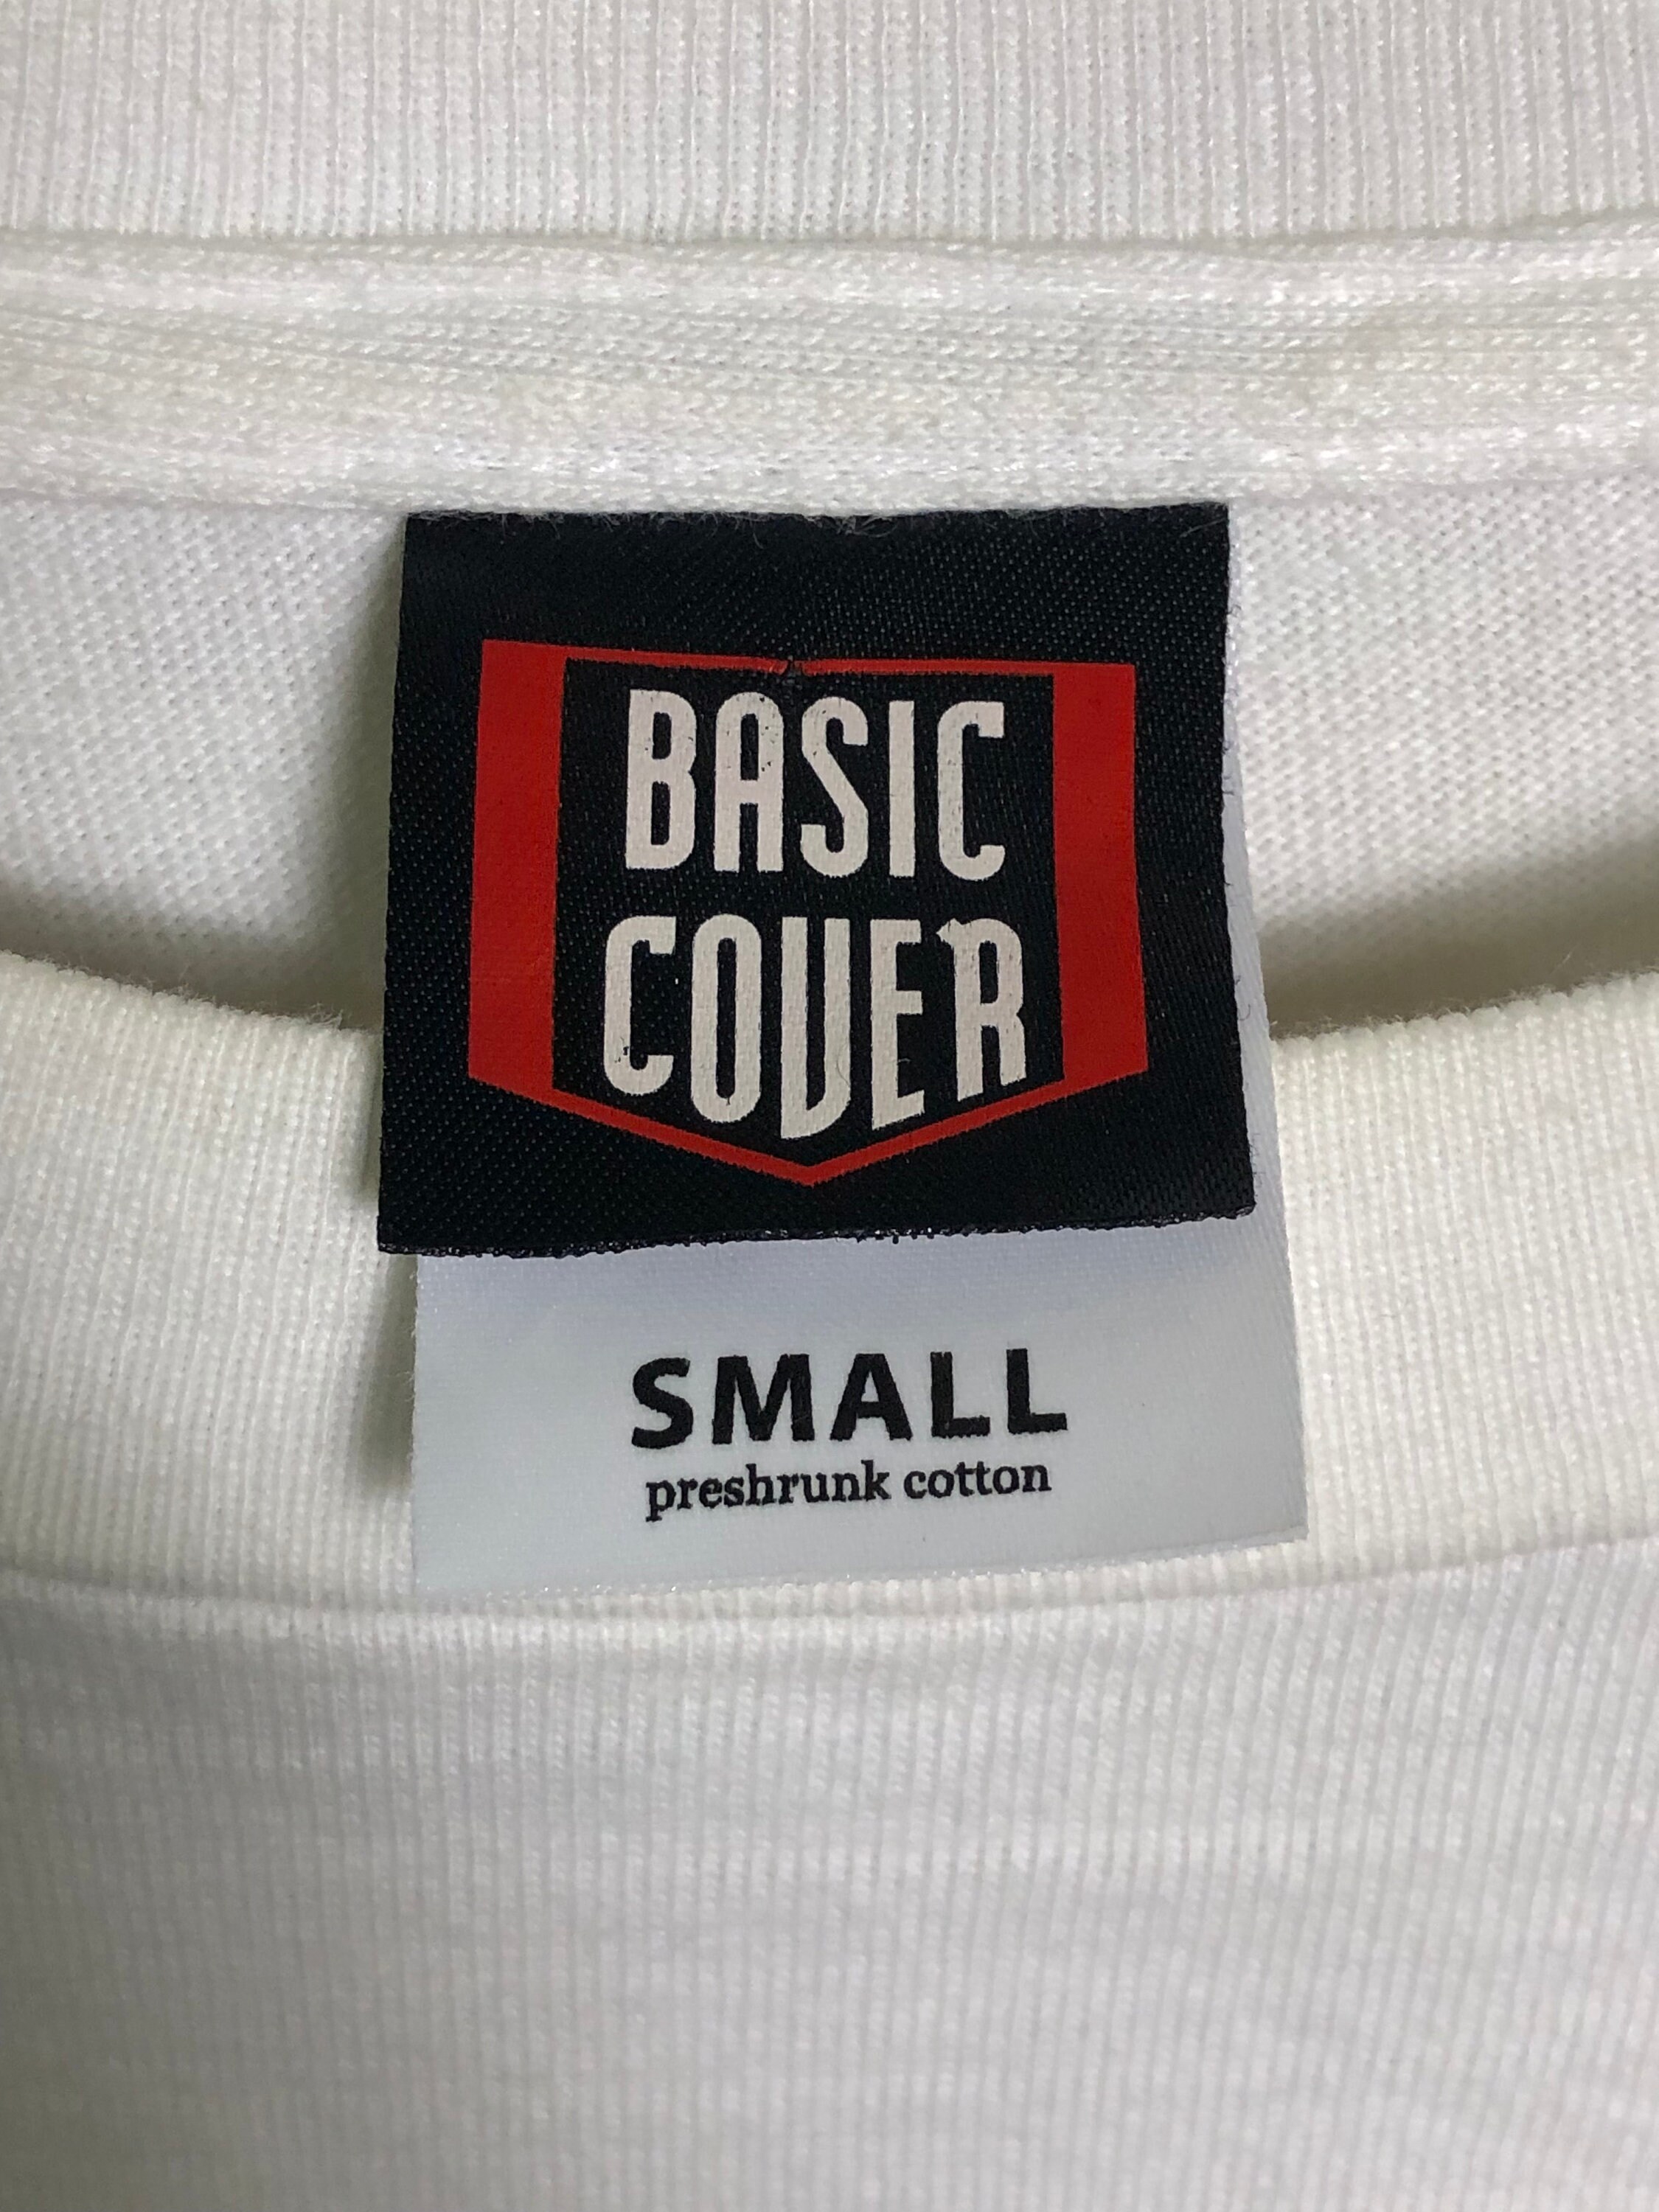 BASIC
COVER
SMALL
preshrunk cotton